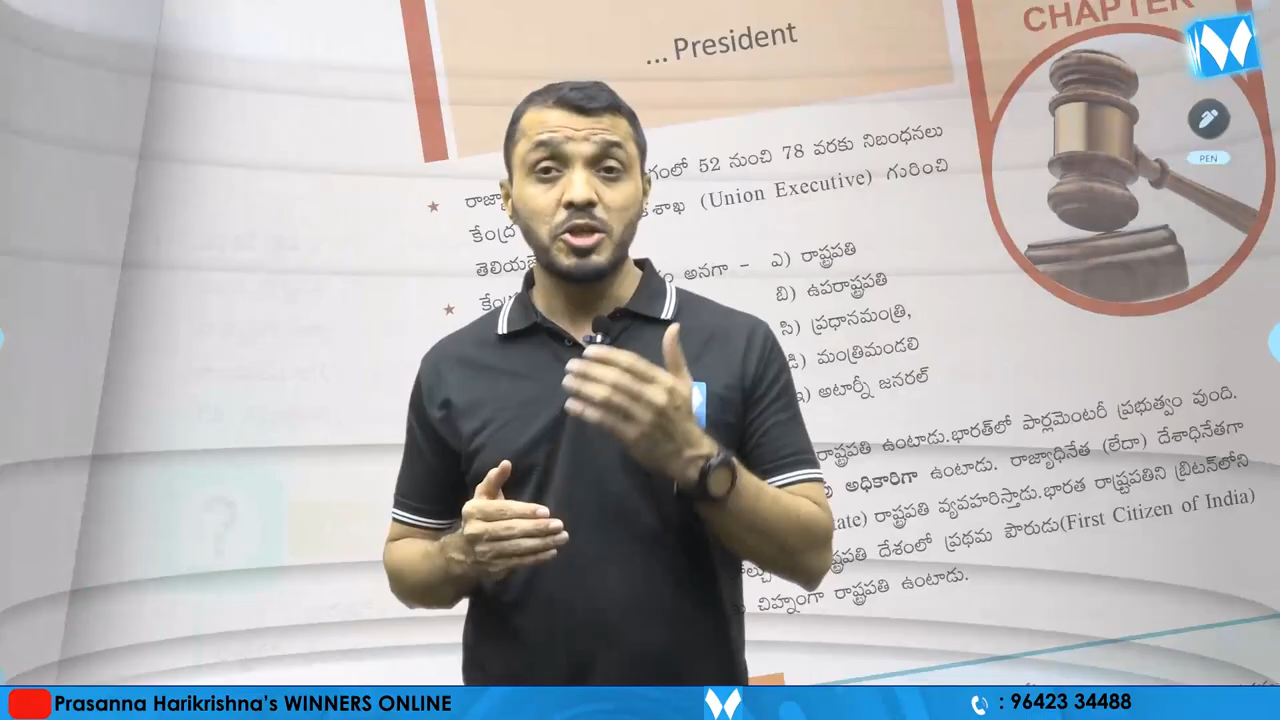 CHAPTER
...President
గంలో 52 నుంచి 78 వరకు నిబంధనలు
శాఖ (Union Executive) గురించి
కేంద్ర
అనగా – ఎ) రాష్ట్రపతి
బి) ఉపరాష్ట్రపతి
సి) ప్రధానమంత్రి,
డి) మంత్రిమండలి
ఇ) అటార్నీ జనరల్
రాష్ట్రపతి ఉంటాడు.భారత్‌లో పార్లమెంటరీ ప్రభుత్వం వుంది.
అధికారిగా ఉంటాడు. రాజ్యాధినేత (లేదా) దేశాధినేతగా
tate) రాష్ట్రపతి వ్యవహరిస్తాడు.భారత రాష్ట్రపతిని బ్రిటన్‌లోని
దేశంలో ప్రథమ పౌరుడు(First Citizen of India)
చిహ్నంగా రాష్ట్రపతి ఉంటాడు.
PEN
Prasanna Harikrishna's WINNERS ONLINE
: 96423 34488